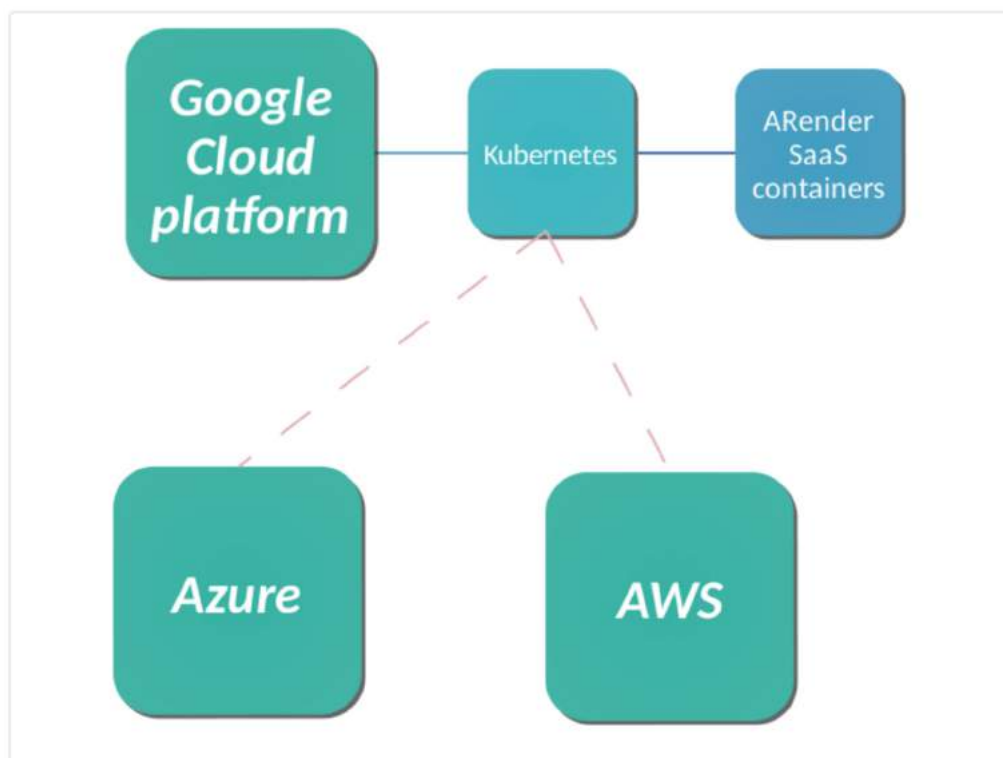 Google
Cloud
platform
Kubernetes
ARender
SaaS
containers
Azure
AWS